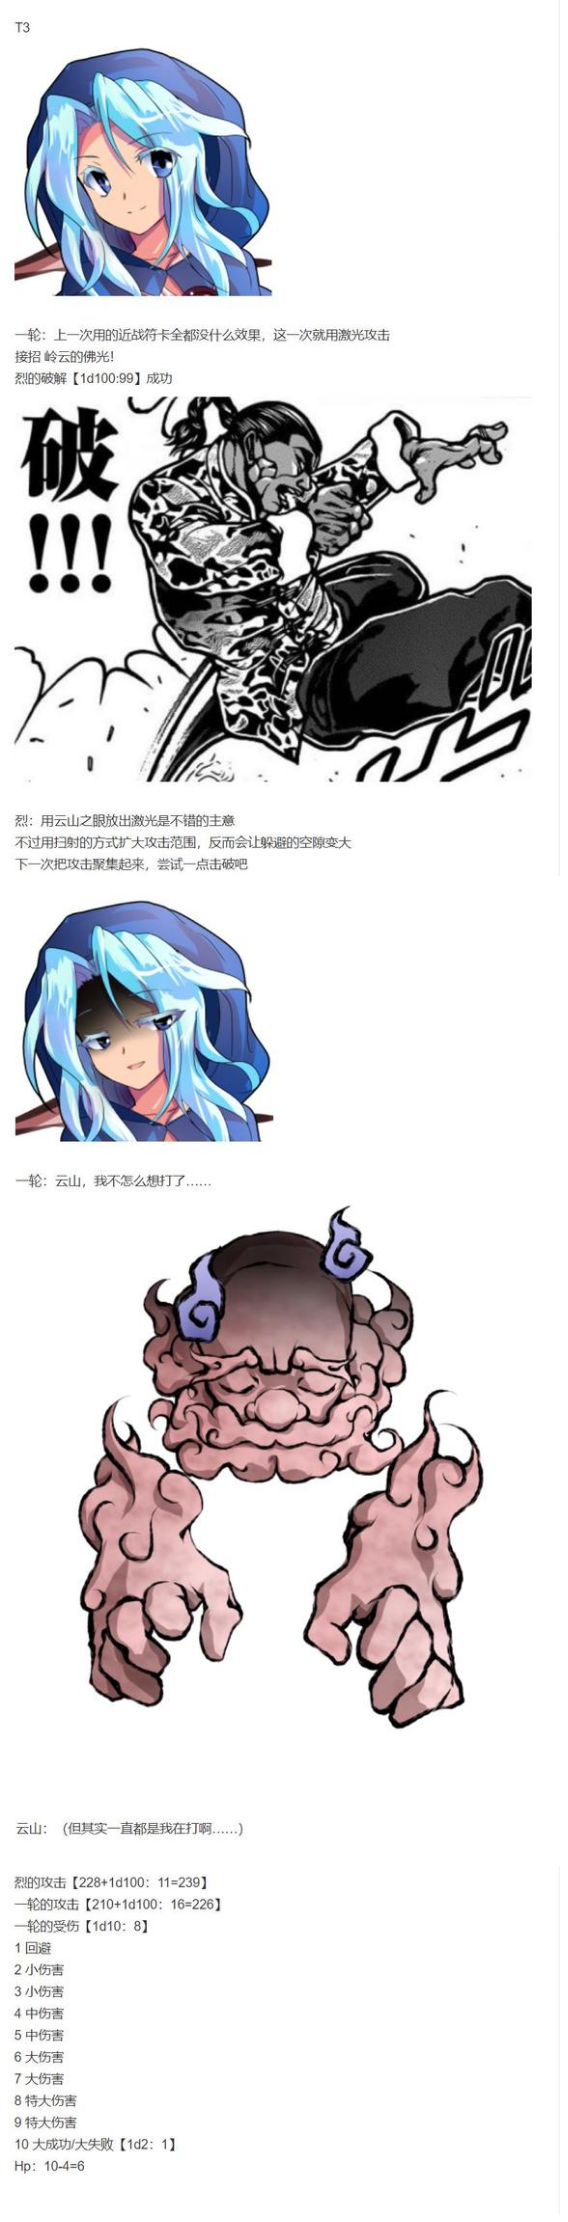 T3
一轮：上一次用的近战符卡全都没什么效果，这一次就用激光攻击
接招 岭云的佛光！
烈的破解【1d100:99】成功
破
!!!
烈：用云山之眼放出激光是不错的主意
不过用扫射的方式扩大攻击范围，反而会让躲避的空隙变大
下一次把攻击聚集起来，尝试一点击破吧
一轮：云山，我不怎么想打了……
云山：（但其实一直都是我在打啊……）
烈的攻击【228+1d100：11=239】
一轮的攻击【210+1d100：16=226】
一轮的受伤【1d10：8】
1 回避
2 小伤害
3 小伤害
4 中伤害
5 中伤害
6 大伤害
7 大伤害
8 特大伤害
9 特大伤害
10 大成功/大失败【1d2：1】
Hp：10-4=6